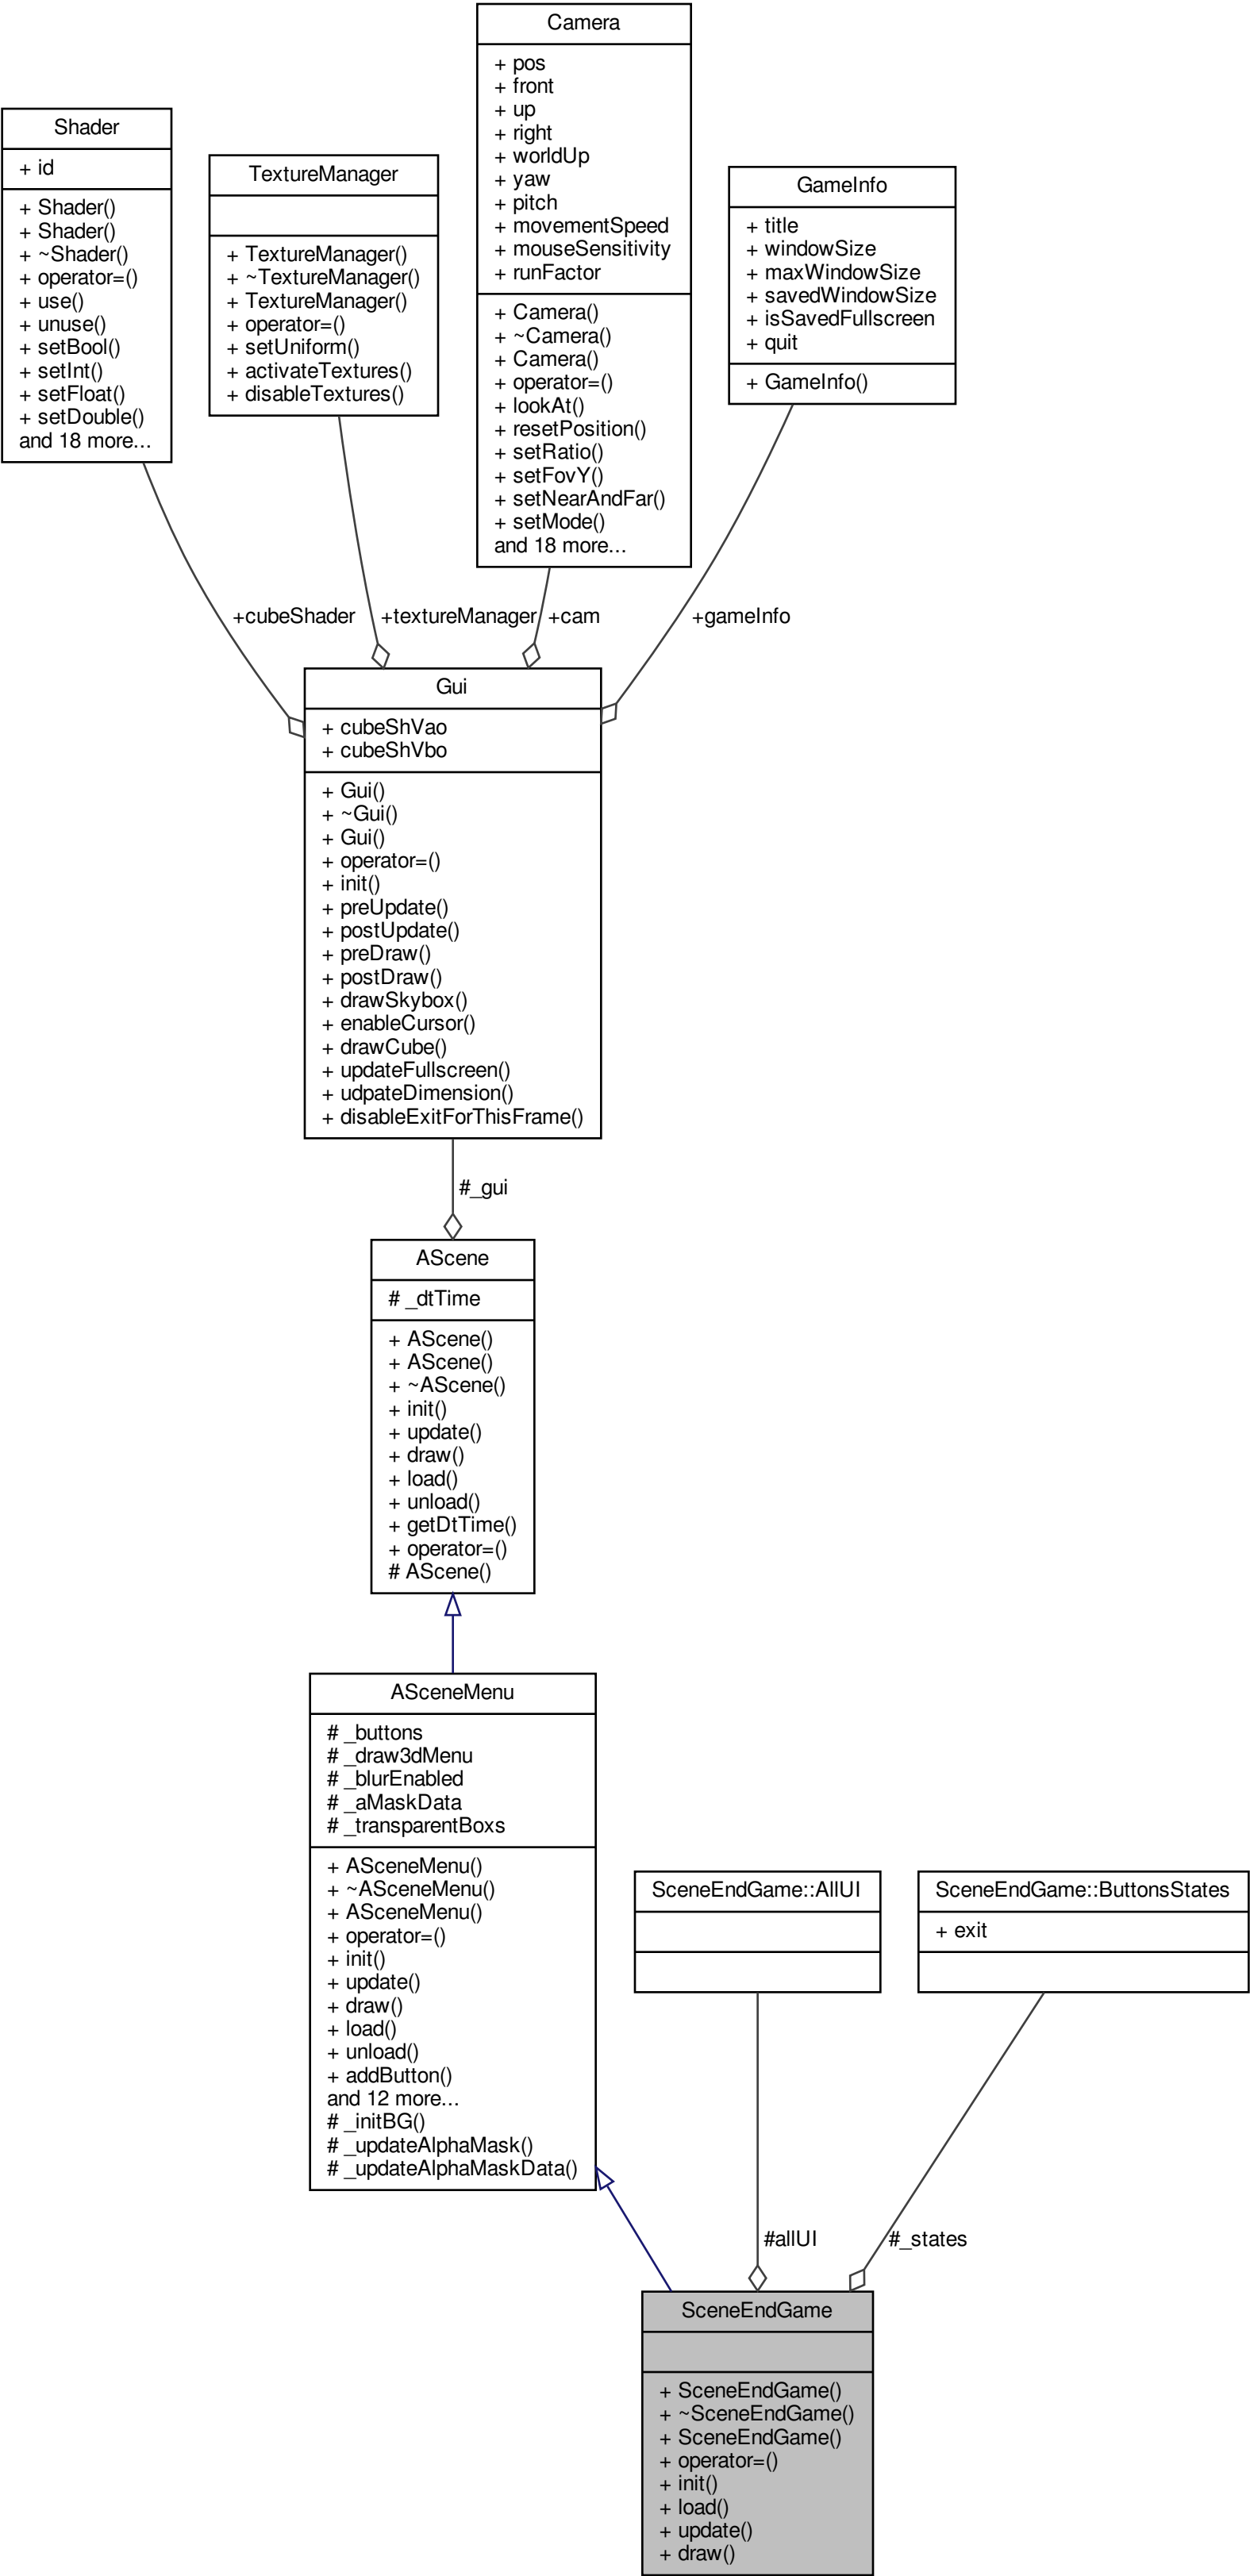 Camera
+ pos
+ front
+ up
+ right
+ worldUp
+ yaw
+ pitch
+ movementSpeed
+ mouseSensitivity
+ runFactor
+ Camera()
+ ~Camera()
+ Camera()
+ operator=()
+ lookAt()
+ resetPosition()
+ setRatio()
+ setFovY()
+ setNearAndFar()
+ setMode()
and 18 more...
Shader
+ id
+ Shader()
+ Shader()
+ ~Shader()
+ operator=()
+ use()
+ unuse()
+ setBool()
+ setInt()
+ setFloat()
+ setDouble()
and 18 more...
TextureManager
+ TextureManager()
+ ~TextureManager()
+ TextureManager()
+ operator=()
+ setUniform()
+ activateTextures()
+ disableTextures()
GameInfo
+ title
+ windowSize
+ maxWindowSize
+ savedWindowSize
+ isSavedFullscreen
+ quit
+ GameInfo()
+cubeShader
+textureManager
+cam
+gameInfo
Gui
+ cubeShVao
+ cubeShVbo
+ Gui()
+ ~Gui()
+ Gui()
+ operator=()
+ init()
+ preUpdate()
+ postUpdate()
+ preDraw()
+ postDraw()
+ drawSkybox()
+ enableCursor()
+ drawCube()
+ updateFullscreen()
+ udpateDimension()
+ disableExitForThisFrame()
#_gui
AScene
# _dtTime
+ AScene()
+ AScene()
+ ~AScene()
+ init()
+ update()
+ draw()
+ load()
+ unload()
+ getDtTime()
+ operator=()
# AScene()
ASceneMenu
# _buttons
# _draw3dMenu
# _blurEnabled
# _aMaskData
# _transparentBoxs
+ ASceneMenu()
+ ~ASceneMenu()
+ ASceneMenu()
+ operator=()
+ init()
+ update()
+ draw()
+ load()
+ unload()
+ addButton()
and 12 more...
# _initBG()
# _updateAlphaMask()
# _updateAlphaMaskData()
SceneEndGame::AllUI
SceneEndGame::ButtonsStates
+ exit
#allUI
#_states
SceneEndGame
+ SceneEndGame()
+ ~SceneEndGame()
+ SceneEndGame()
+ operator=()
+ init()
+ load()
+ update()
+ draw()